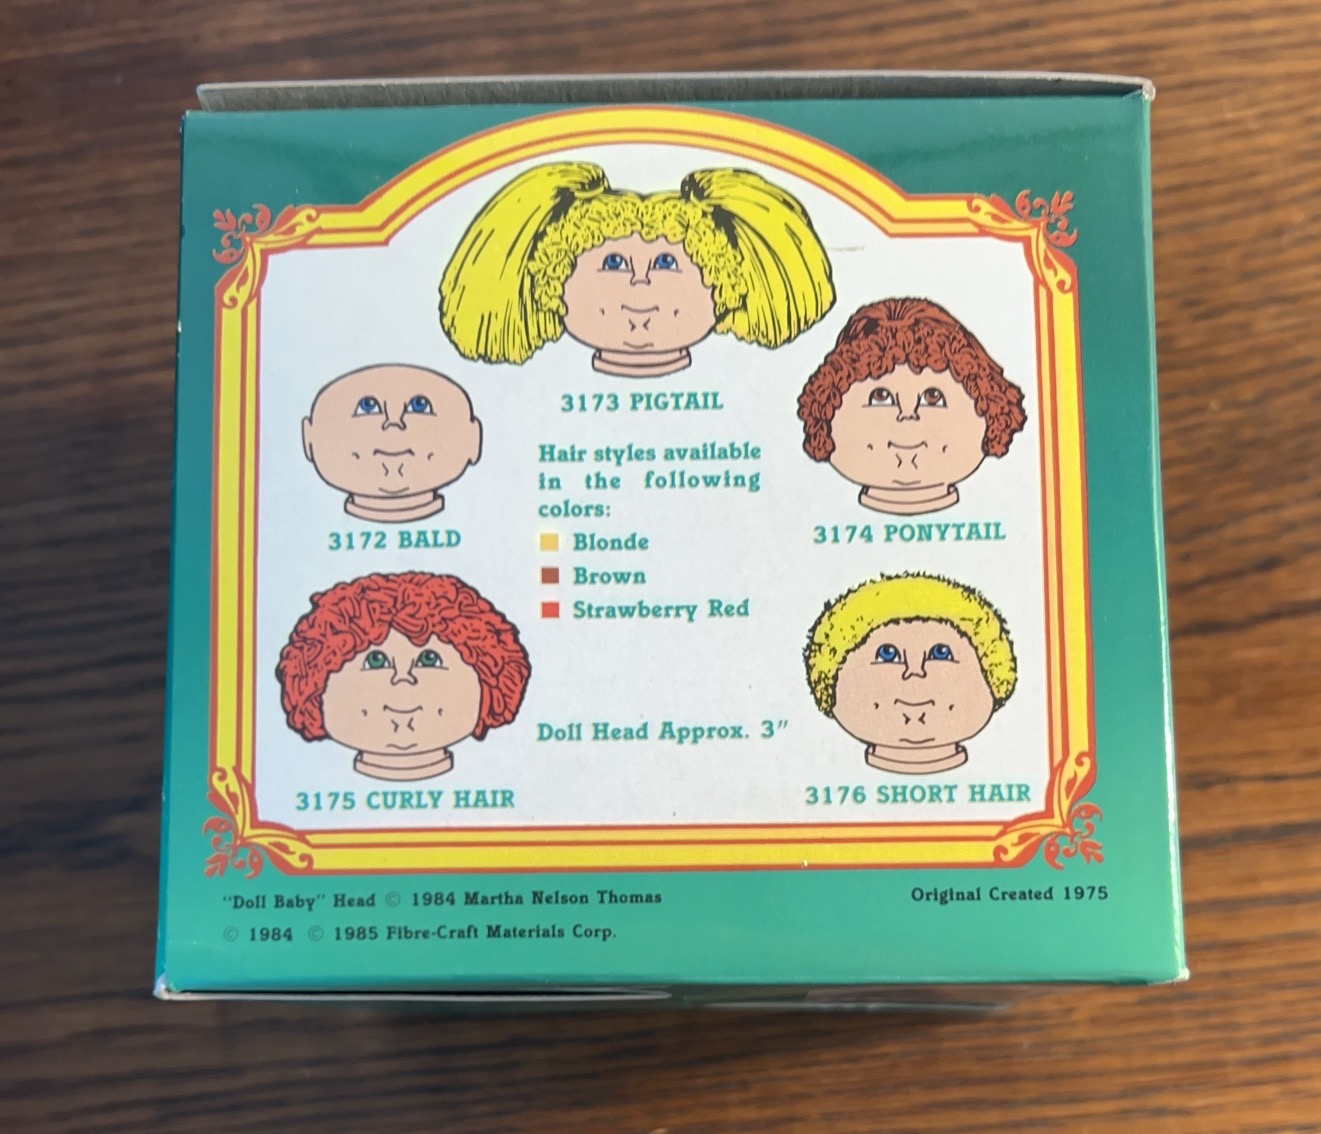 3173 PIGTAIL
Hair styles available
in the following
colors:
Blonde
Brown
Strawberry Red
3172 BALD
3174 PONYTAIL
Doll Head Approx. 3"
3175 CURLY HAIR
3176 SHORT HAIR
"Doll Baby" Head © 1984 Martha Nelson Thomas
Original Created 1975
© 1984 © 1985 Fibre-Craft Materials Corp.